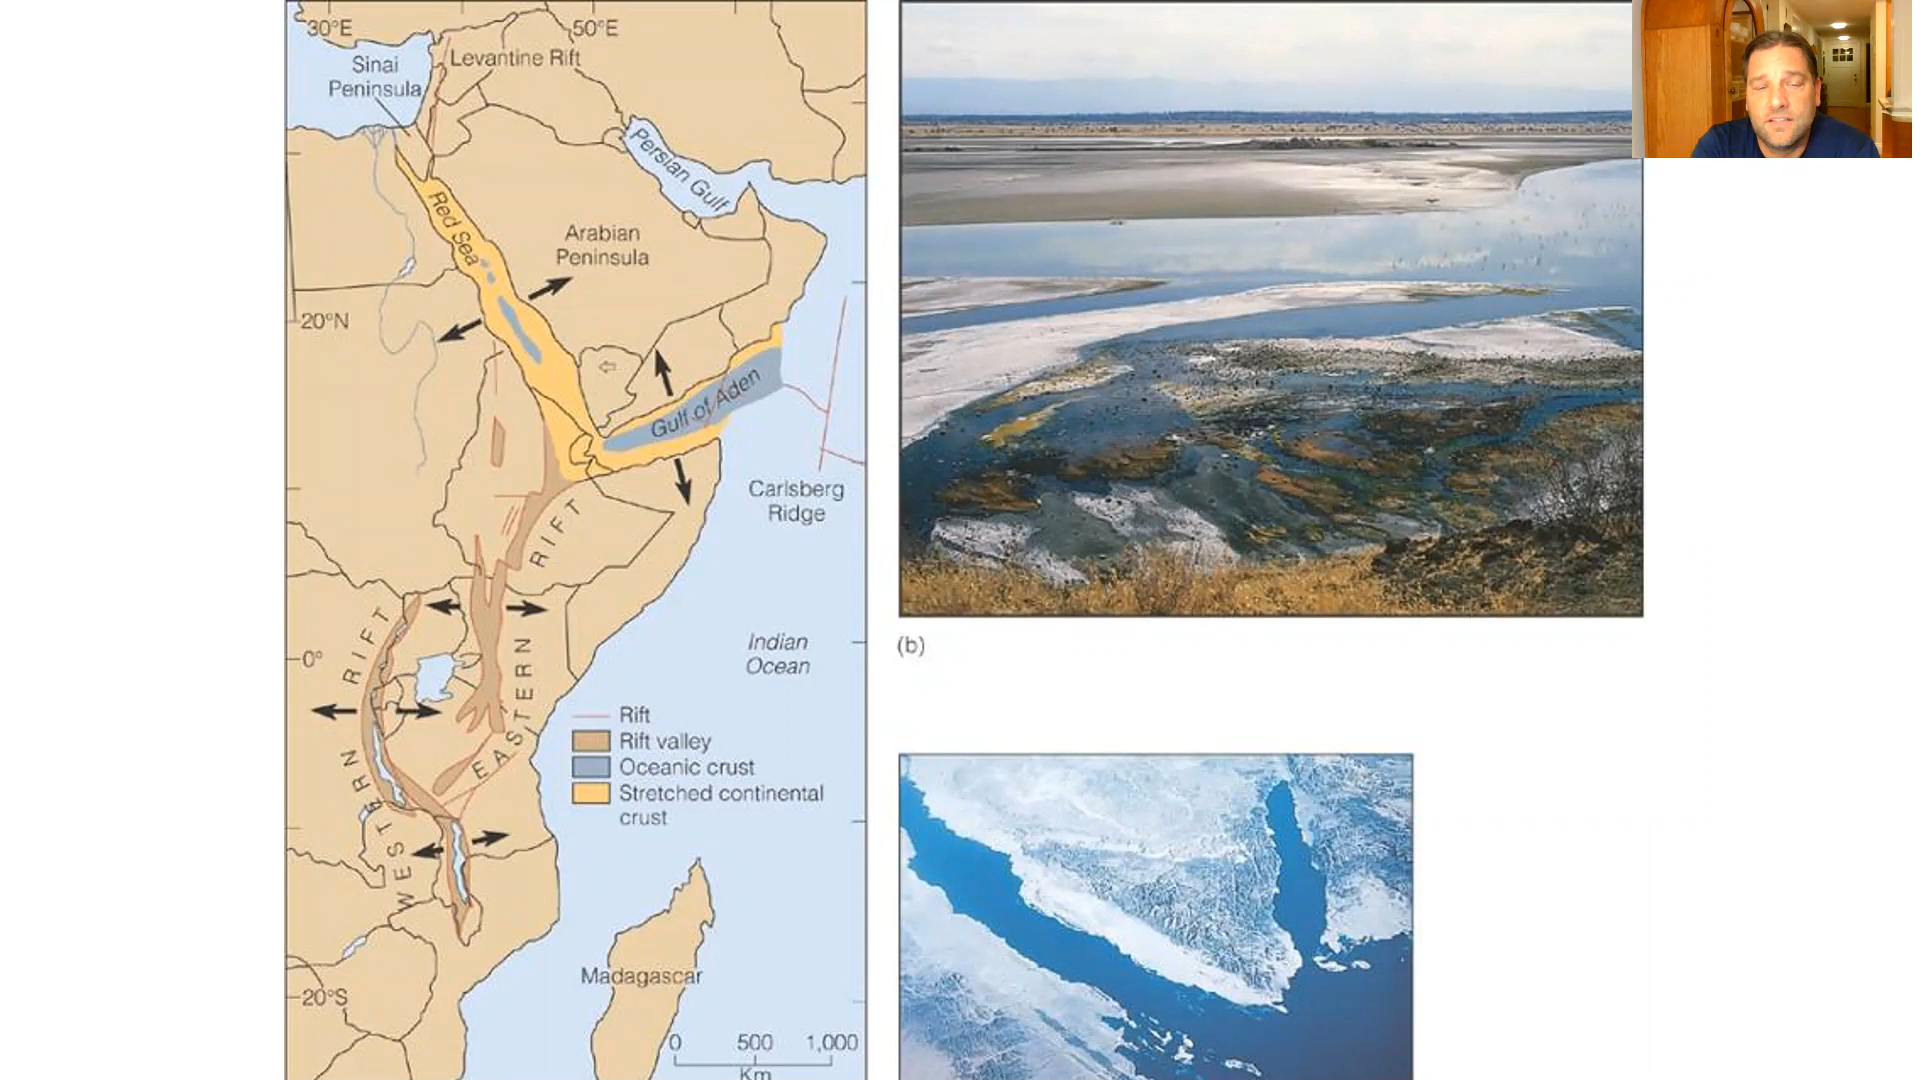 30°E
50°E
Levantine Rift
Sinai
Peninsula
Persian Gulf
Red Sea
Arabian
Peninsula
20°N
Gulf of Aden
Carlsberg
Ridge
RIFT
Indian
Ocean
RIFT
0°
EASTERN
WESTERN
Rift
Rift valley
Oceanic crust
Stretched continental
crust
Madagascar
20°S
0 500 1,000
Km
(b)